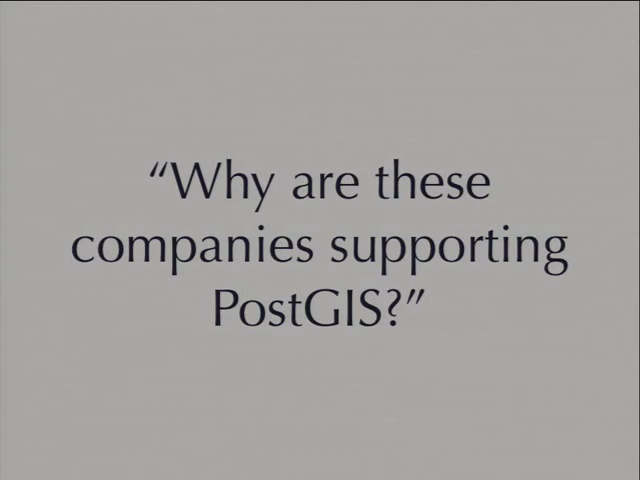 “Why are these
companies supporting
PostGIS?”